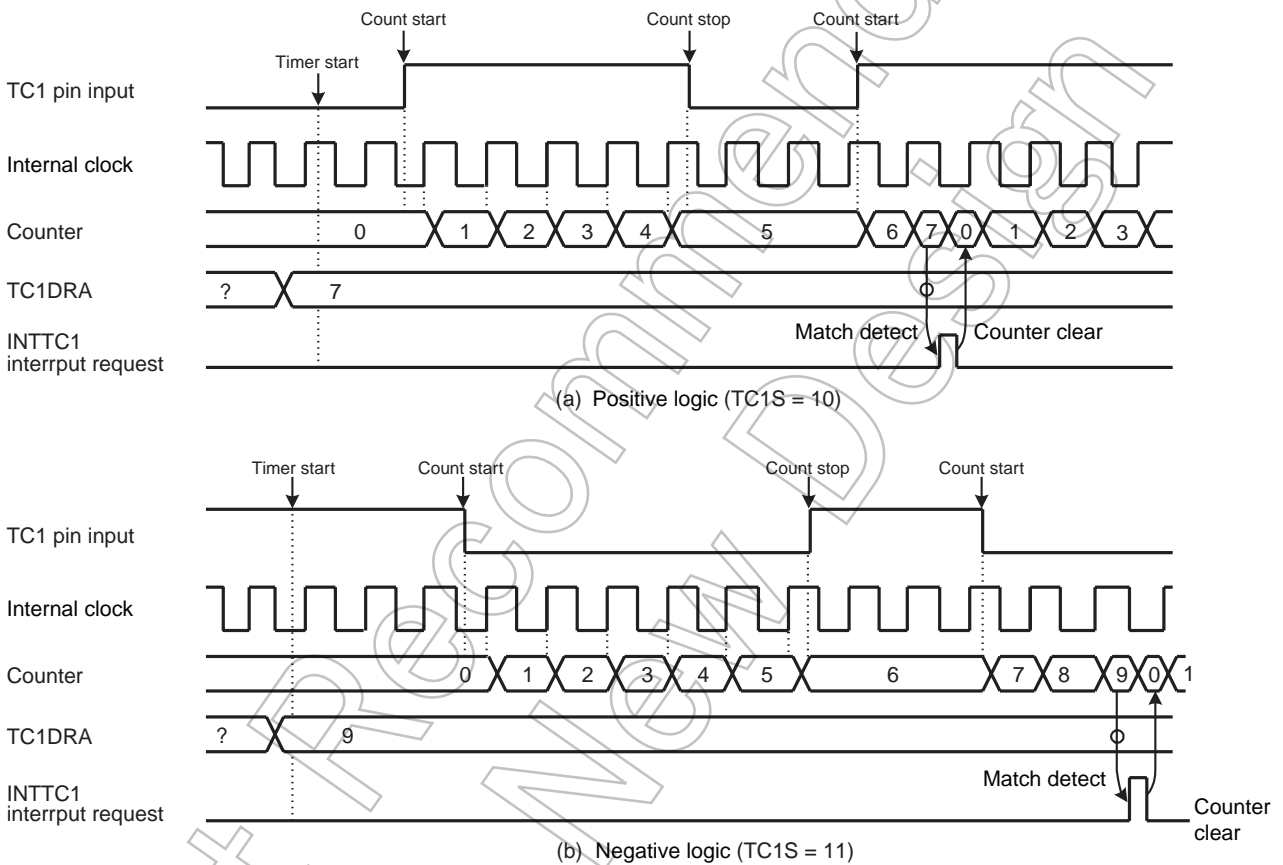 Count start Count stop Count start
Timer start
TC1 pin input
Internal clock
Counter 0 1 2 3 4 5 6 7 0 1 2 3
TC1DRA ? 7
Match detect Counter clear
INTTC1
interrput request
(a) Positive logic (TC1S = 10)
Timer start Count start Count stop Count start
TC1 pin input
Internal clock
Counter 0 1 2 3 4 5 6 7 8 9 0 1
TC1DRA ? 9
Match detect
INTTC1
interrput request
Counter
clear
(b) Negative logic (TC1S = 11)
Recommend
New Design